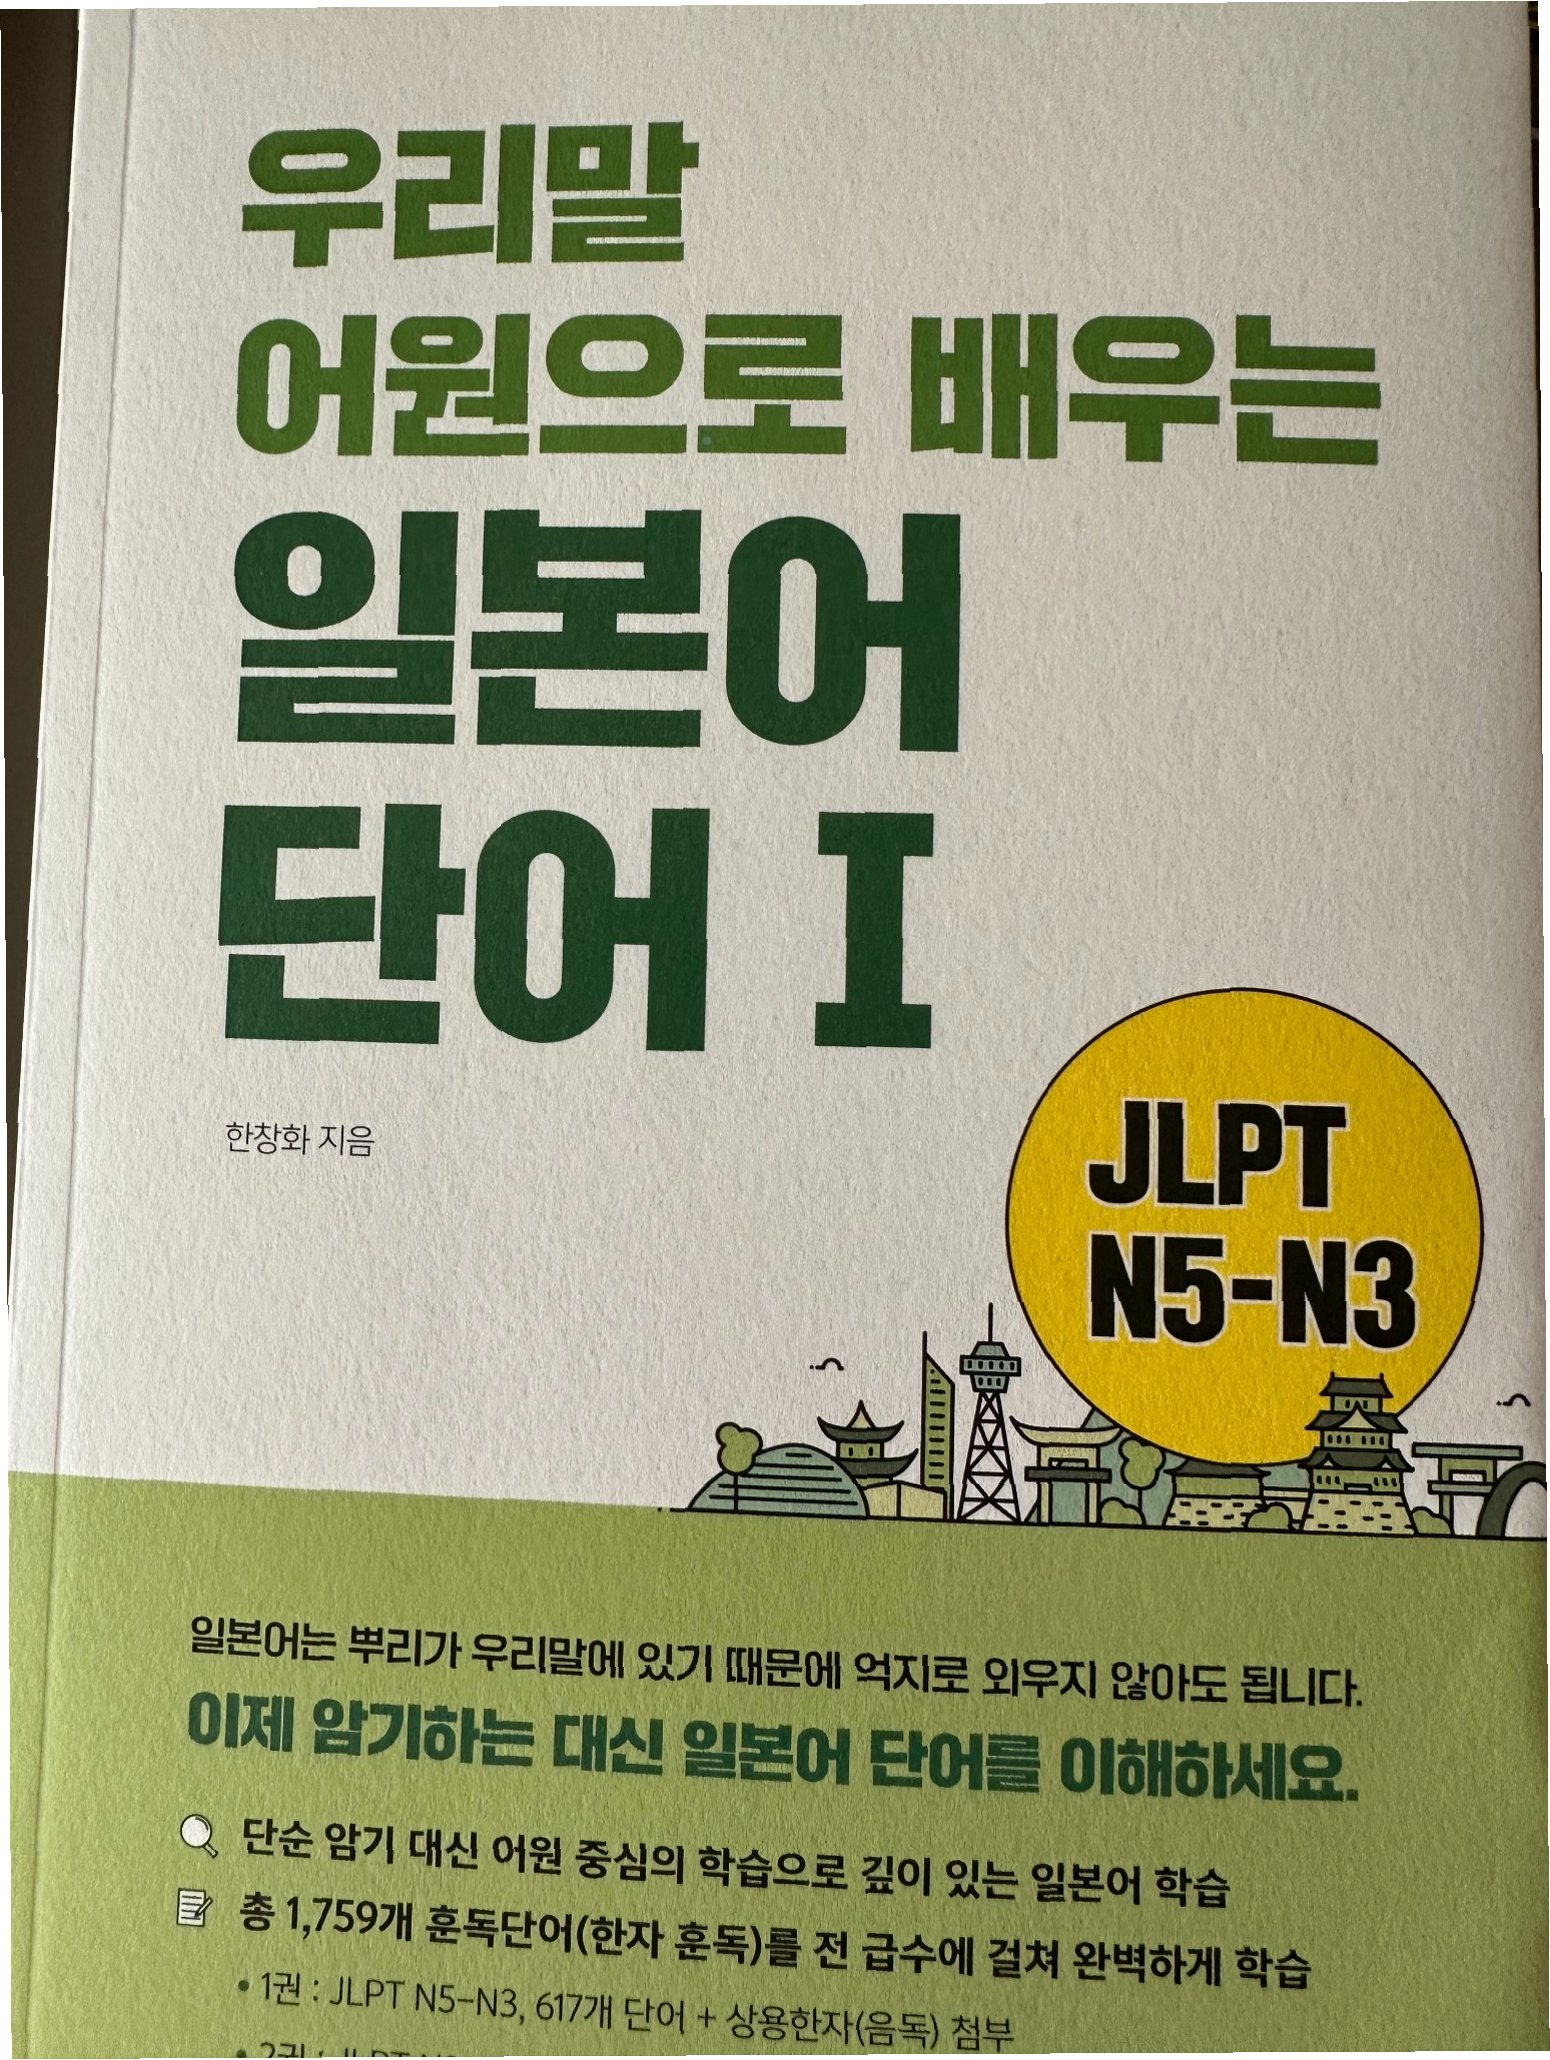 우리말
어원으로 배우는
일본어
단어 I
한창화 지음
JLPT
N5-N3
일본어는 뿌리가 우리말에 있기 때문에 억지로 외우지 않아도 됩니다.
이제 암기하는 대신 일본어 단어를 이해하세요.
단순 암기 대신 어원 중심의 학습으로 깊이 있는 일본어 학습
총 1,759개 훈독단어(한자 훈독)를 전 급수에 걸쳐 완벽하게 학습
• 1권 : JLPT N5-N3, 617개 단어 + 상용한자(음독) 첨부
• 2권 : JLPT